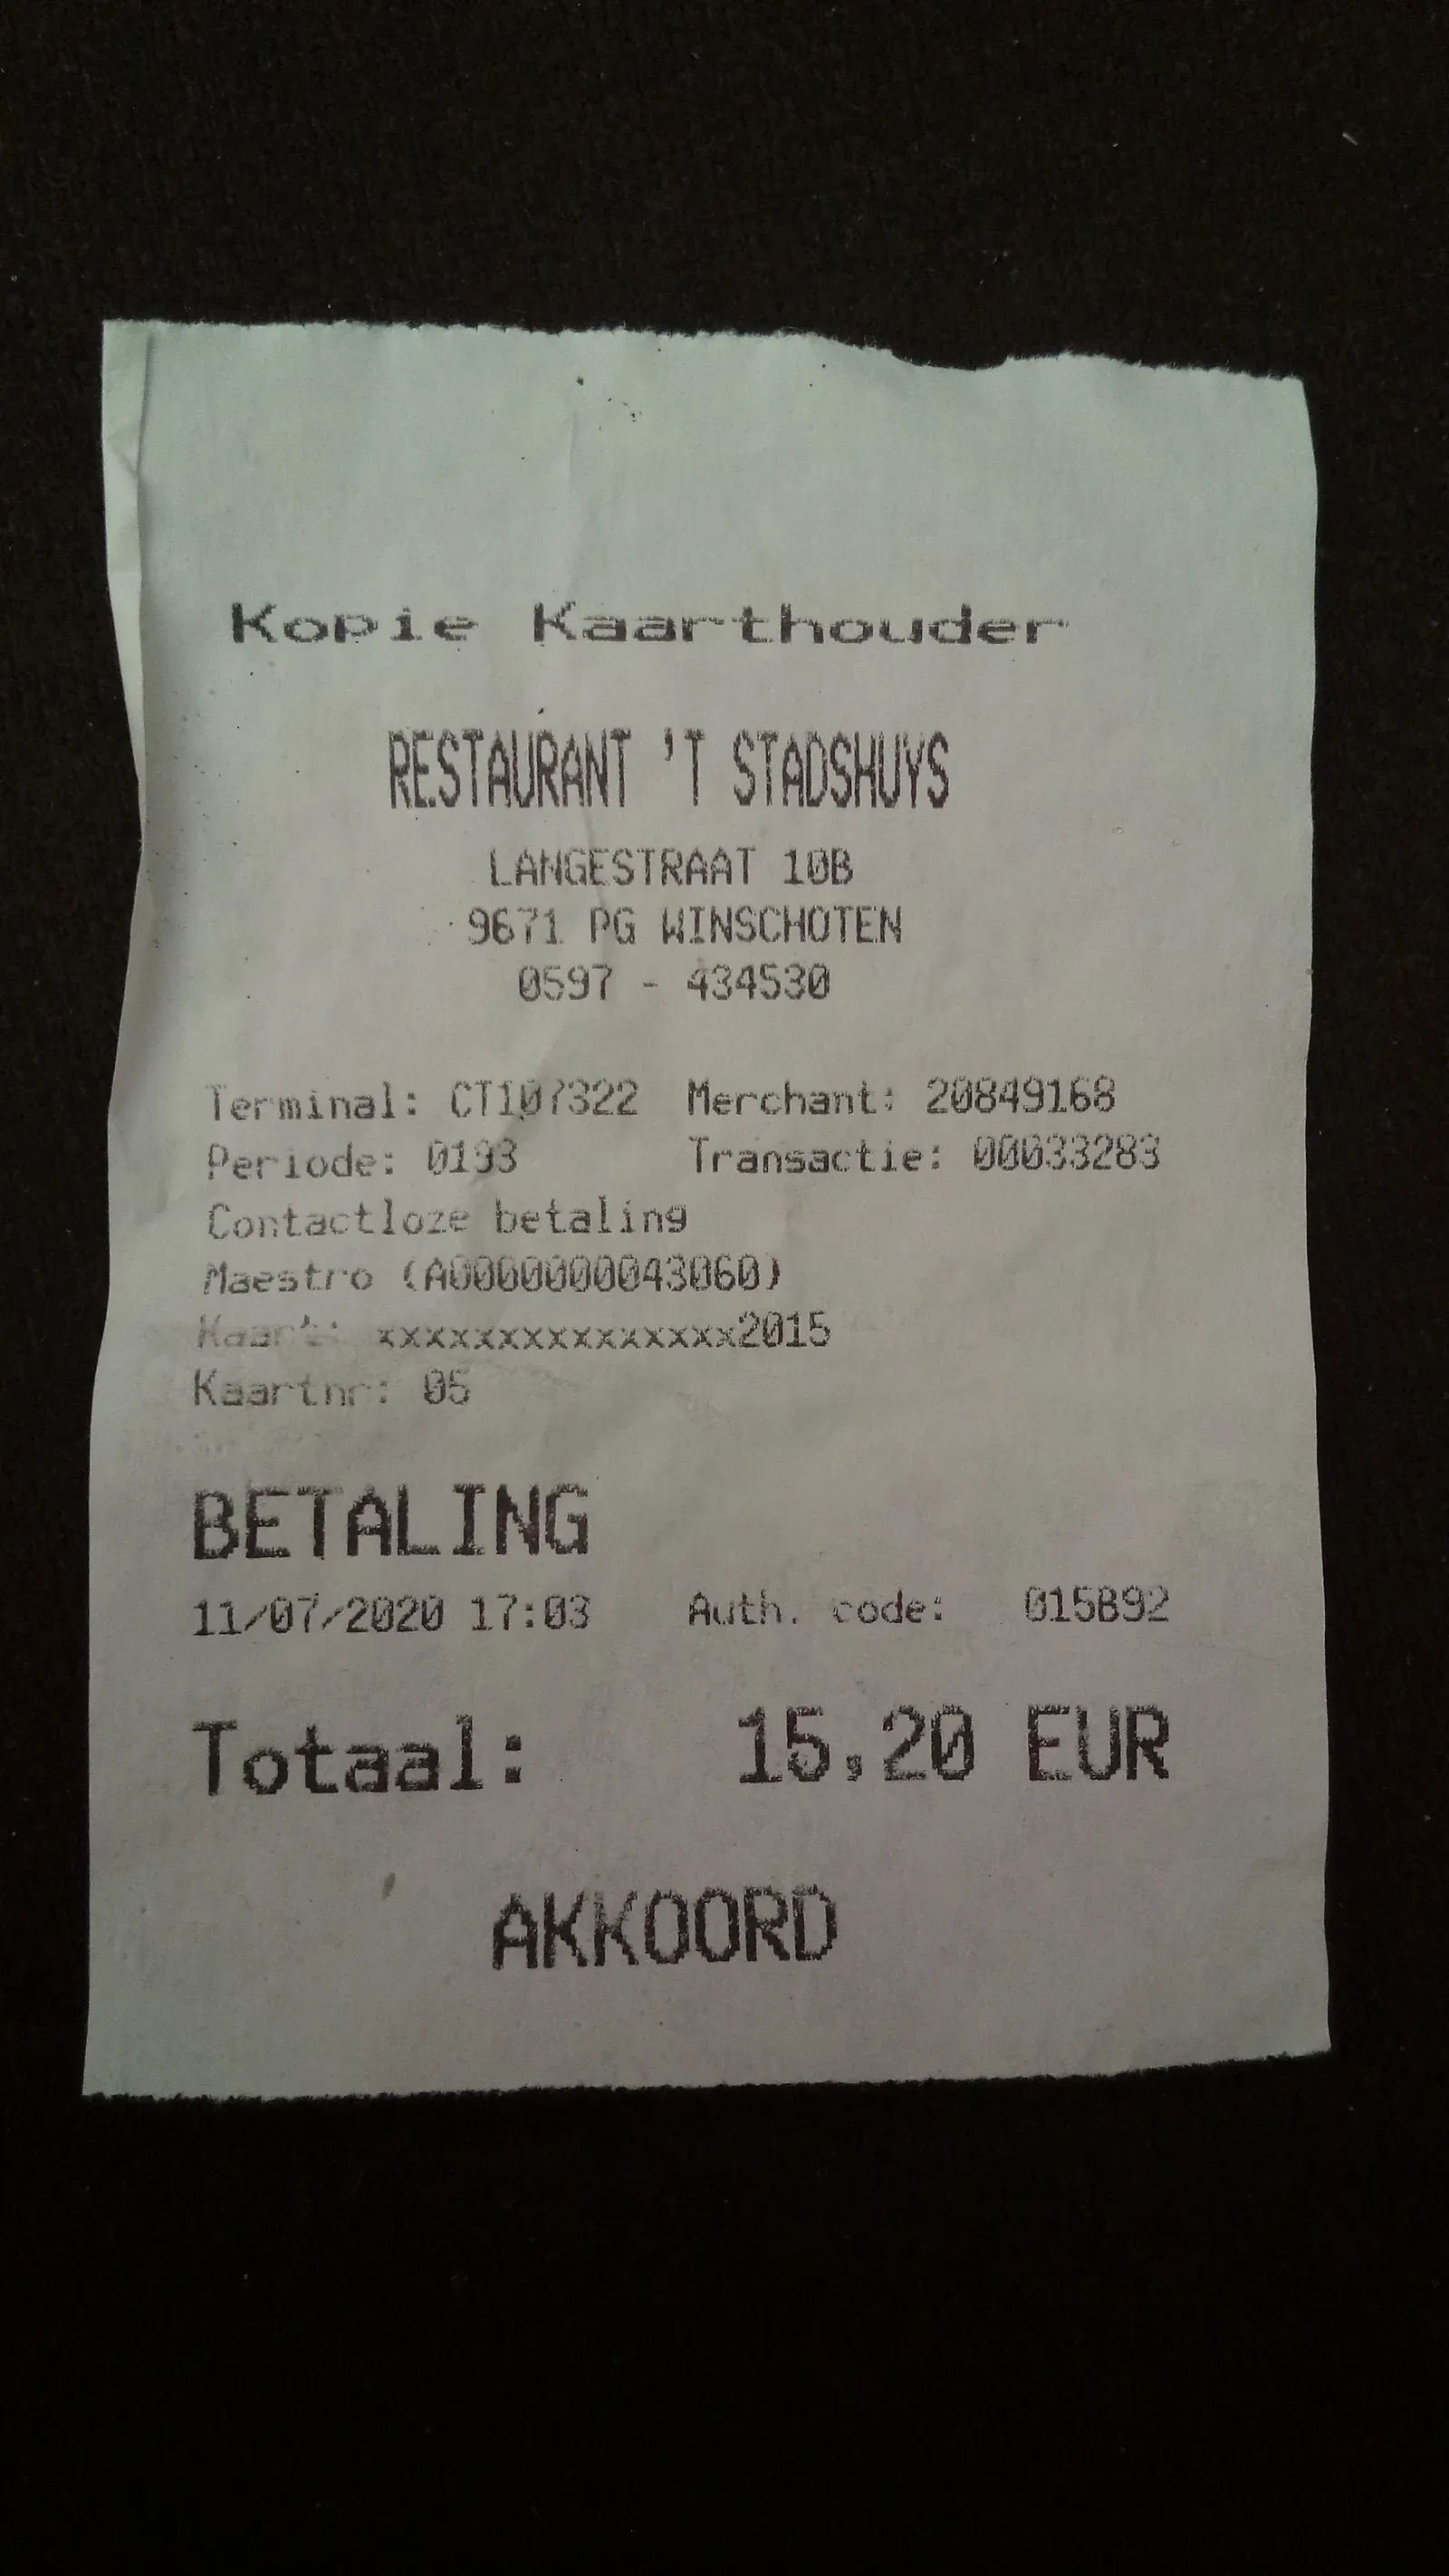 Kopie Kaarthouder
RESTAURANT 'T STADSHUYS
LANGESTRAAT 10B
9671 PG WINSCHOTEN
0597 - 434530
Terminal: CT107322 Merchant: 20849168
Periode: 0193 Transactie: 00033283
Contactloze betaling
Maestro (A0000000043060)
Kaart: xxxxxxxxxxxxxxx2015
Kaartnr: 05
BETALING
11/07/2020 17:03 Auth. code: 015B92
Totaal: 15,20 EUR
AKKOORD